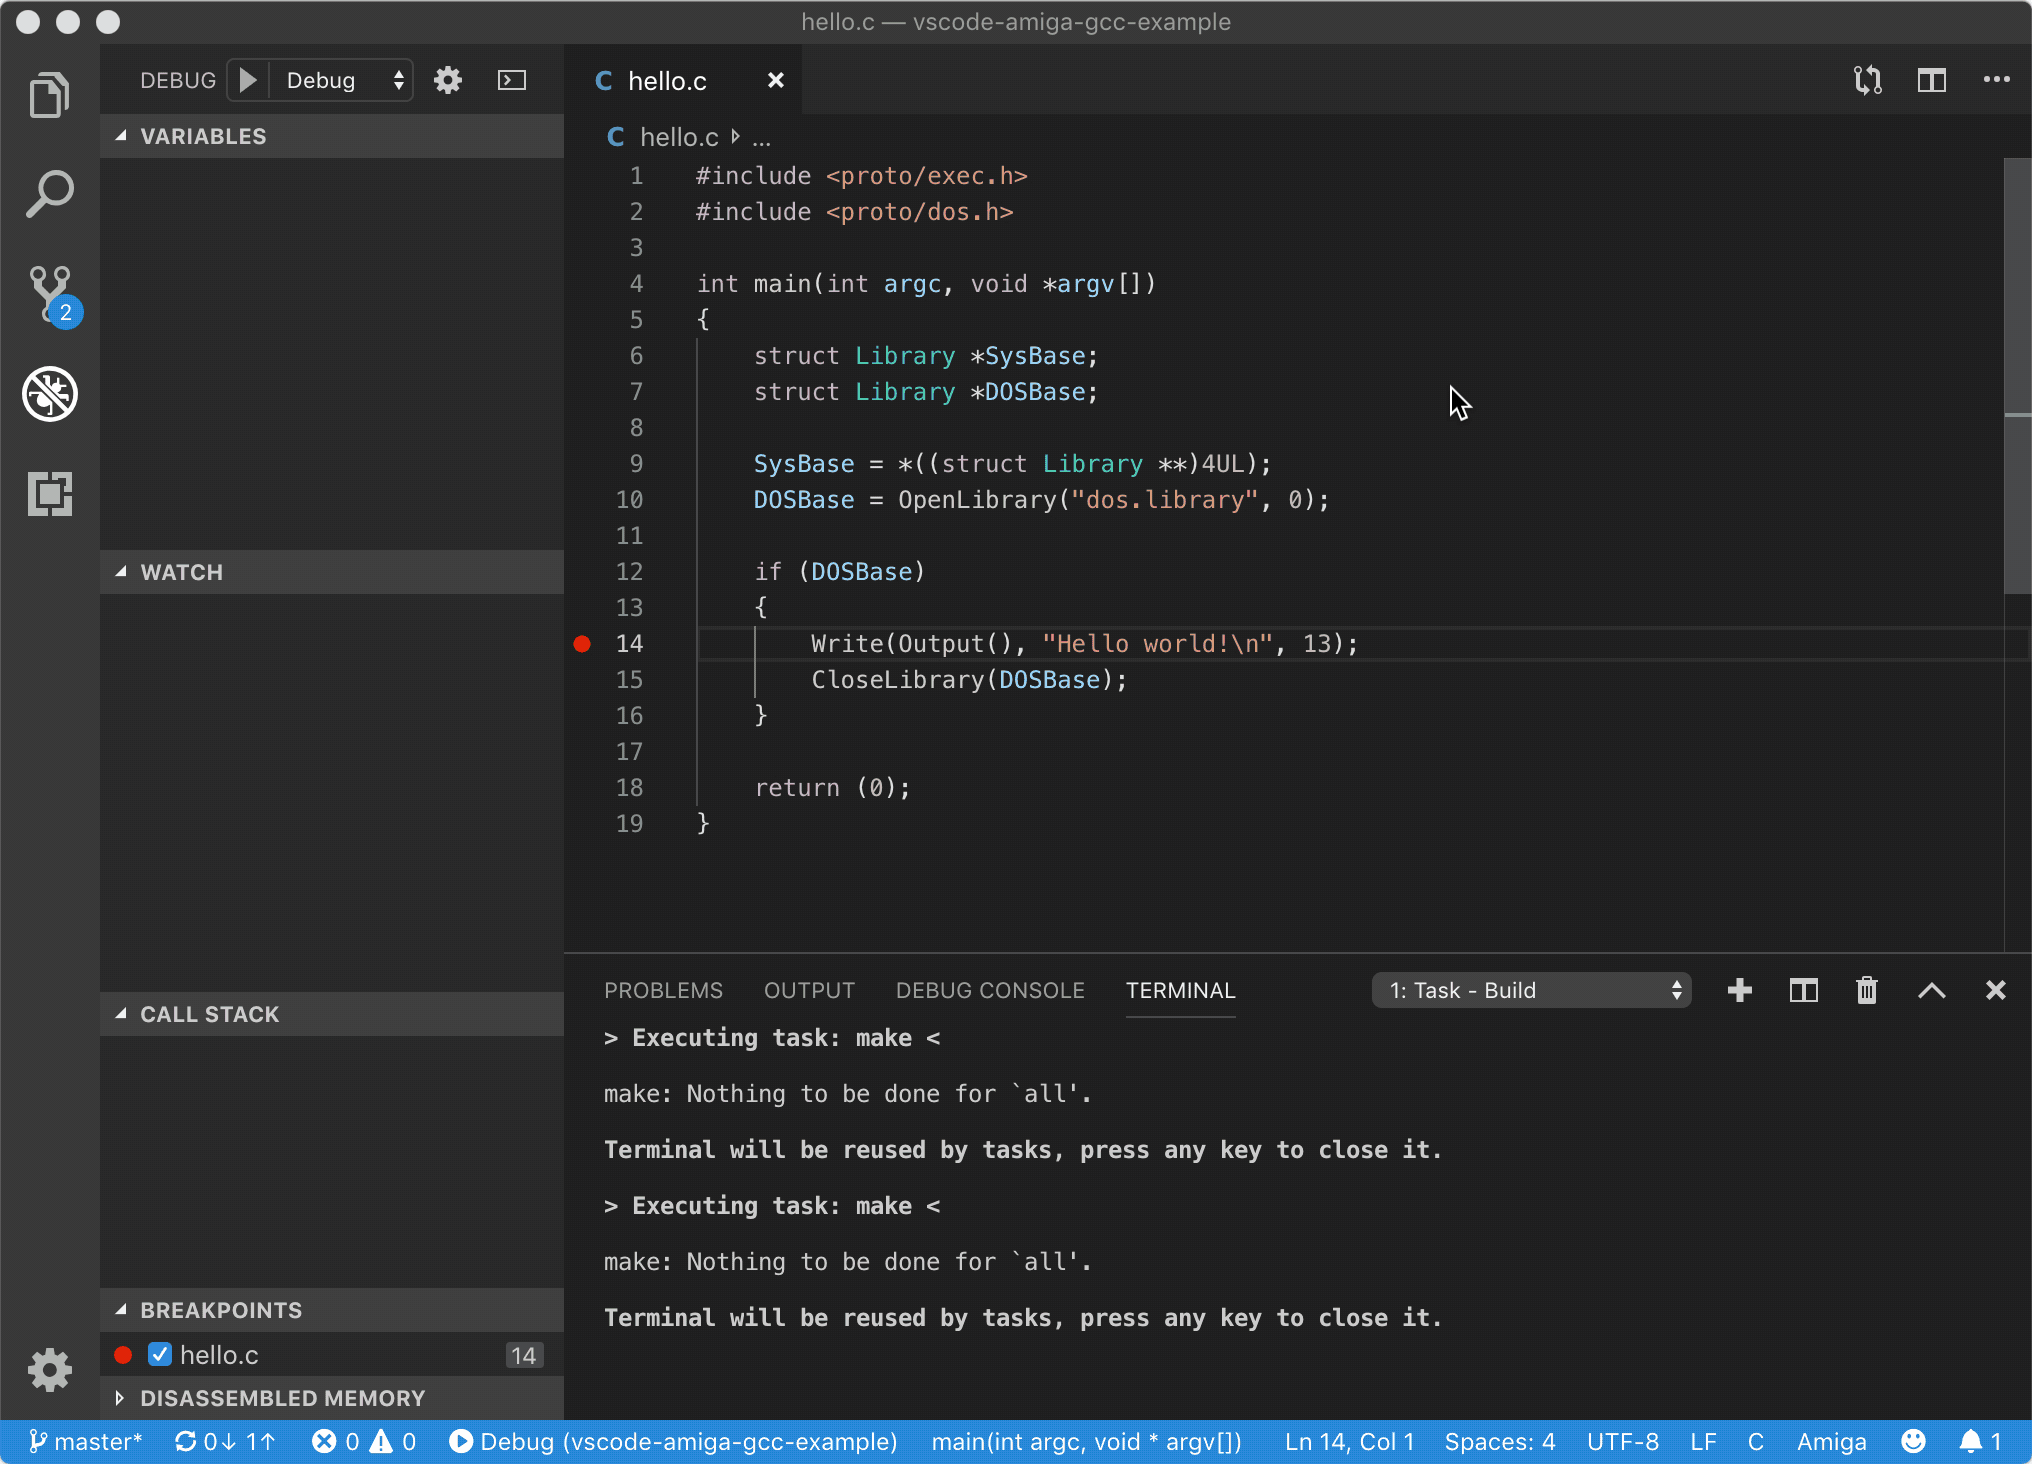 hello.c — vscode-amiga-gcc-example
DEBUG Debug
VARIABLES
2
WATCH
CALL STACK
BREAKPOINTS
hello.c 14
DISASSEMBLED MEMORY
C hello.c
C hello.c ...
1 #include <proto/exec.h>
2 #include <proto/dos.h>
3
4 int main(int argc, void *argv[])
5 {
6 struct Library *SysBase;
7 struct Library *DOSBase;
8
9 SysBase = *((struct Library **)4UL);
10 DOSBase = OpenLibrary("dos.library", 0);
11
12 if (DOSBase)
13 {
14 Write(Output(), "Hello world!\n", 13);
15 CloseLibrary(DOSBase);
16 }
17
18 return (0);
19 }
PROBLEMS OUTPUT DEBUG CONSOLE TERMINAL 1: Task - Build
> Executing task: make <
make: Nothing to be done for `all'.
Terminal will be reused by tasks, press any key to close it.
> Executing task: make <
make: Nothing to be done for `all'.
Terminal will be reused by tasks, press any key to close it.
master* 0↓ 1↑ 0 0 Debug (vscode-amiga-gcc-example) main(int argc, void * argv[]) Ln 14, Col 1 Spaces: 4 UTF-8 LF C Amiga 1